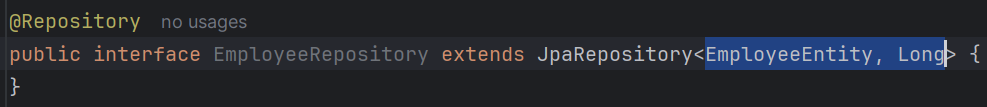 @Repository no usages
public interface EmployeeRepository extends JpaRepository<EmployeeEntity, Long> {
}